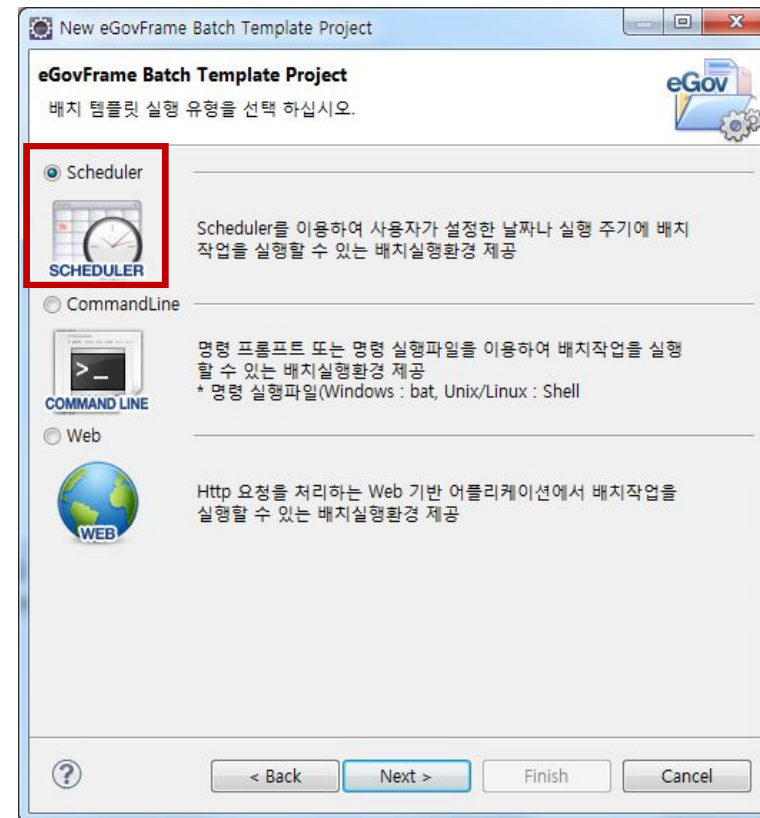 New eGovFrame Batch Template Project
eGovFrame Batch Template Project
eGov
배치 템플릿 실행 유형을 선택 하십시오.
Scheduler
SCHEDULER
Scheduler를 이용하여 사용자가 설정한 날짜나 실행 주기에 배치
작업을 실행할 수 있는 배치실행환경 제공
CommandLine
>_
COMMAND LINE
명령 프롬프트 또는 명령 실행파일을 이용하여 배치작업을 실행
할 수 있는 배치실행환경 제공
* 명령 실행파일(Windows : bat, Unix/Linux : Shell
Web
WEB
Http 요청을 처리하는 Web 기반 어플리케이션에서 배치작업을
실행할 수 있는 배치실행환경 제공
?
< Back
Next >
Finish
Cancel